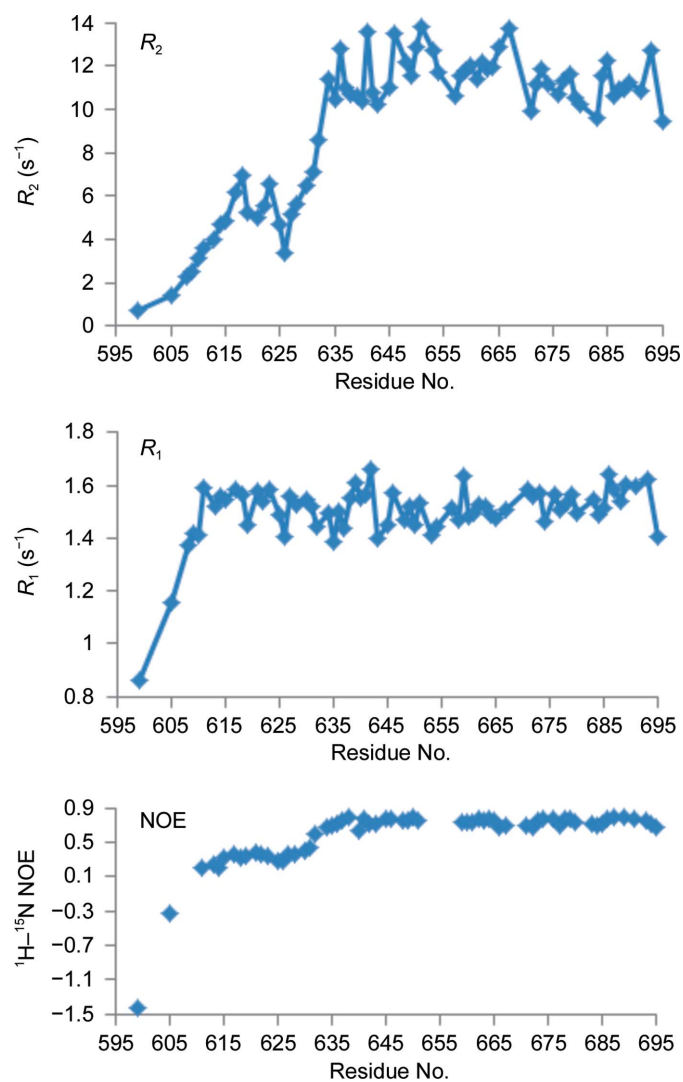 14
R₂
12
10
8
R₂ (s⁻¹)
6
4
2
0
595 605 615 625 635 645 655 665 675 685 695
Residue No.
1.8
R₁
1.6
1.4
R₁ (s⁻¹)
1.2
1
0.8
595 605 615 625 635 645 655 665 675 685 695
Residue No.
0.9
NOE
0.5
0.1
¹H–¹⁵N NOE
−0.3
−0.7
−1.1
−1.5
595 605 615 625 635 645 655 665 675 685 695
Residue No.